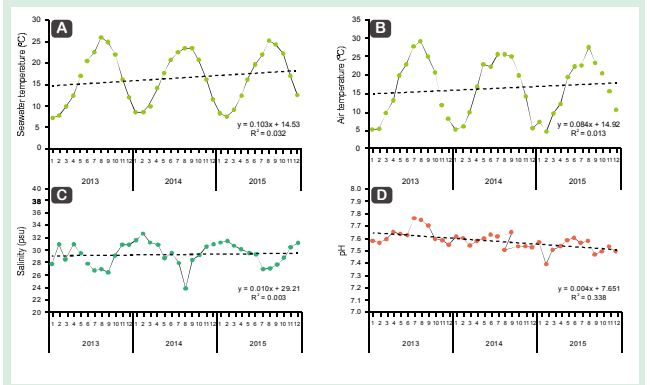 A
Seawater temperature (ºC)
30
25
20
15
10
5
0
y = 0.103x + 14.53
R² = 0.032
1 2 3 4 5 6 7 8 9 10 11 12 1 2 3 4 5 6 7 8 9 10 11 12 1 2 3 4 5 6 7 8 9 10 11 12
2013 2014 2015
B
Air temperature (ºC)
35
30
25
20
15
10
5
0
y = 0.084x + 14.92
R² = 0.013
1 2 3 4 5 6 7 8 9 10 11 12 1 2 3 4 5 6 7 8 9 10 11 12 1 2 3 4 5 6 7 8 9 10 11 12
2013 2014 2015
C
Salinity (psu)
40
38
36
34
32
30
28
26
24
22
20
y = 0.010x + 29.21
R² = 0.003
1 2 3 4 5 6 7 8 9 10 11 12 1 2 3 4 5 6 7 8 9 10 11 12 1 2 3 4 5 6 7 8 9 10 11 12
2013 2014 2015
D
pH
8.0
7.9
7.8
7.7
7.6
7.5
7.4
7.3
7.2
7.1
7.0
y = 0.004x + 7.651
R² = 0.338
1 2 3 4 5 6 7 8 9 10 11 12 1 2 3 4 5 6 7 8 9 10 11 12 1 2 3 4 5 6 7 8 9 10 11 12
2013 2014 2015